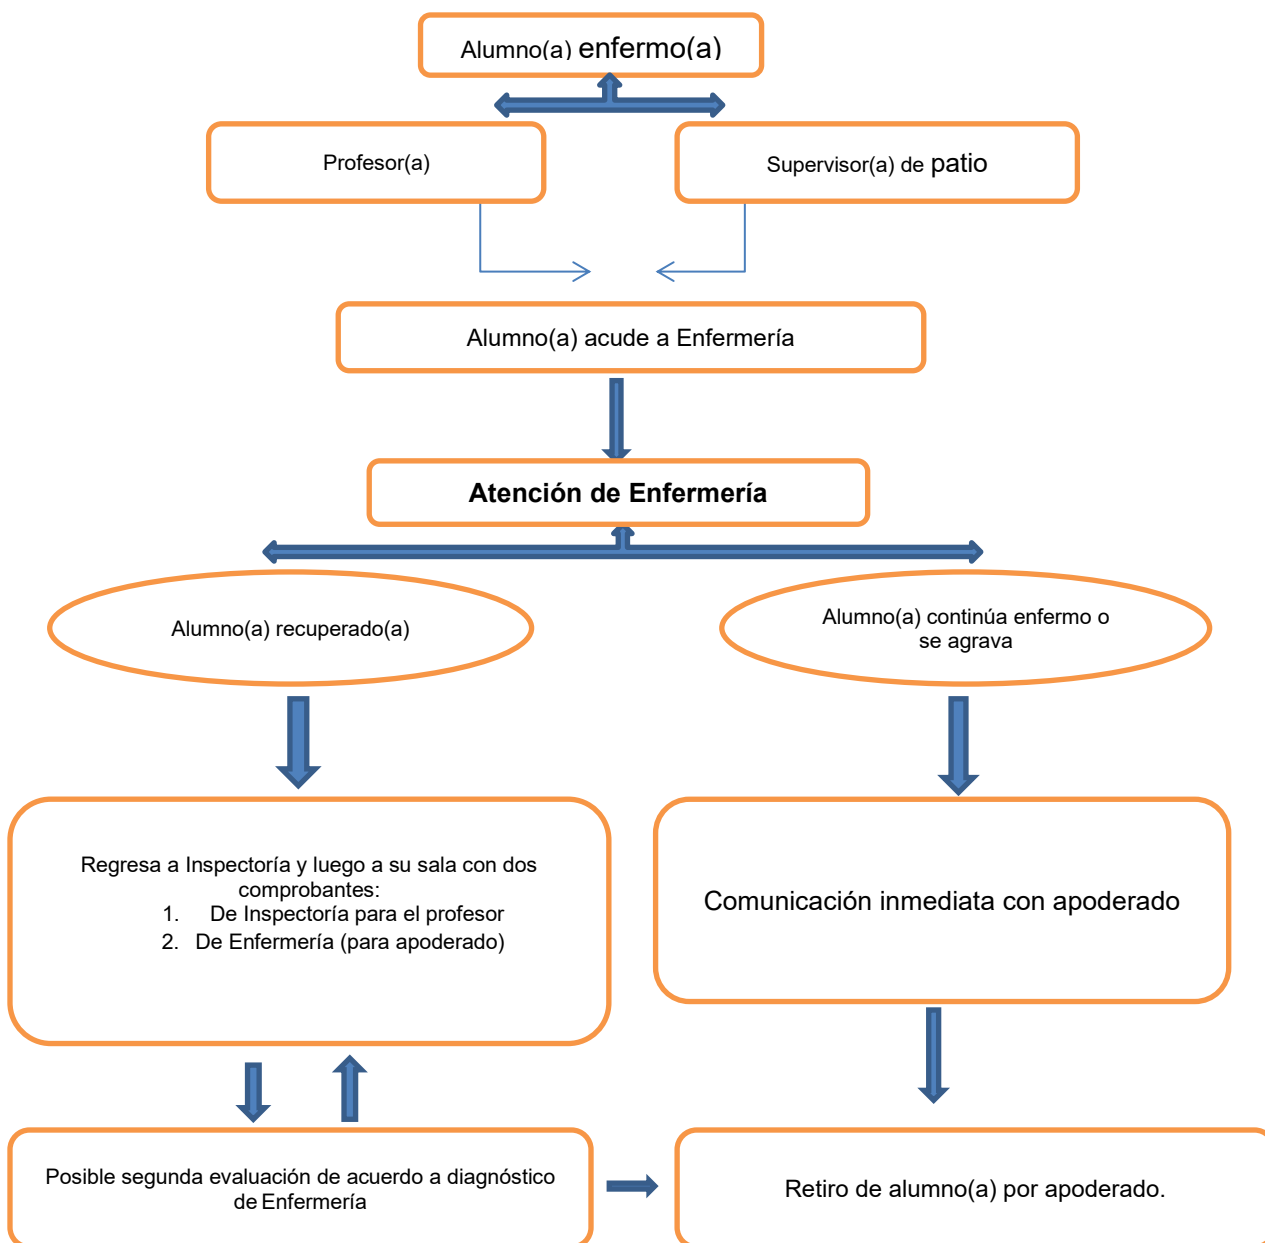 Alumno(a) enfermo(a)
Profesor(a)
Supervisor(a) de patio
Alumno(a) acude a Enfermería
Atención de Enfermería
Alumno(a) recuperado(a)
Alumno(a) continúa enfermo o
se agrava
Regresa a Inspectoría y luego a su sala con dos
comprobantes:
1. De Inspectoría para el profesor
2. De Enfermería (para apoderado)
Comunicación inmediata con apoderado
Posible segunda evaluación de acuerdo a diagnóstico
de Enfermería
Retiro de alumno(a) por apoderado.